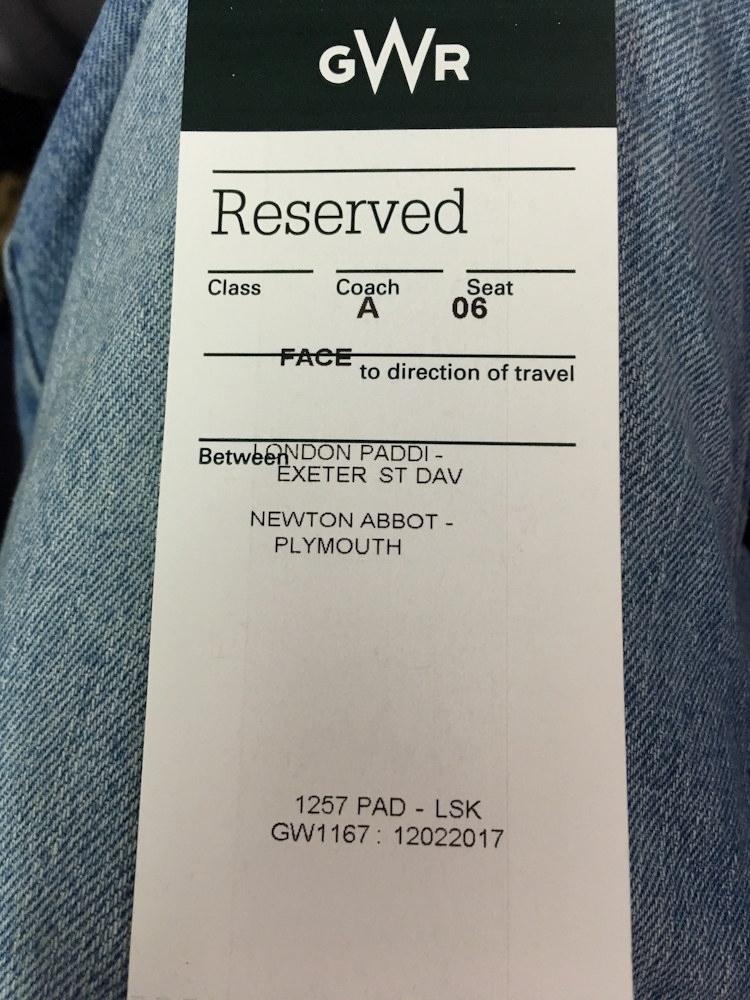 GWR
Reserved
Class Coach Seat
A 06
FACE to direction of travel
Between LONDON PADDI -
EXETER ST DAV
NEWTON ABBOT -
PLYMOUTH
1257 PAD - LSK
GW1167 : 12022017